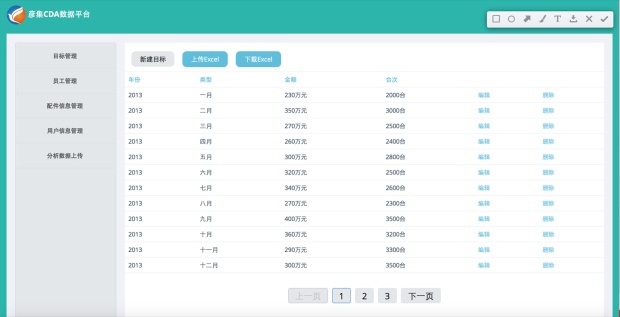 彦集CDA数据平台
目标管理
员工管理
配件信息管理
用户信息管理
分析数据上传
新建目标 上传Excel 下载Excel
年份 类型 金额 台次
2013 一月 230万元 2000台 编辑 删除
2013 二月 350万元 3000台 编辑 删除
2013 三月 270万元 2500台 编辑 删除
2013 四月 260万元 2400台 编辑 删除
2013 五月 300万元 2800台 编辑 删除
2013 六月 320万元 2500台 编辑 删除
2013 七月 340万元 2600台 编辑 删除
2013 八月 270万元 2300台 编辑 删除
2013 九月 400万元 3500台 编辑 删除
2013 十月 360万元 3200台 编辑 删除
2013 十一月 290万元 3300台 编辑 删除
2013 十二月 300万元 3500台 编辑 删除
上一页 1 2 3 下一页